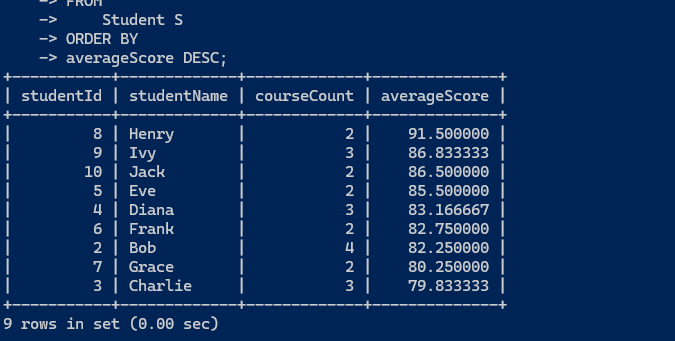 -> FROM
    ->     Student S
    -> ORDER BY
    -> averageScore DESC;
+-----------+-------------+-------------+--------------+
| studentId | studentName | courseCount | averageScore |
+-----------+-------------+-------------+--------------+
|         8 | Henry       |           2 |    91.500000 |
|         9 | Ivy         |           3 |    86.833333 |
|        10 | Jack        |           2 |    86.500000 |
|         5 | Eve         |           2 |    85.500000 |
|         4 | Diana       |           3 |    83.166667 |
|         6 | Frank       |           2 |    82.750000 |
|         2 | Bob         |           4 |    82.250000 |
|         7 | Grace       |           2 |    80.250000 |
|         3 | Charlie     |           3 |    79.833333 |
+-----------+-------------+-------------+--------------+
9 rows in set (0.00 sec)